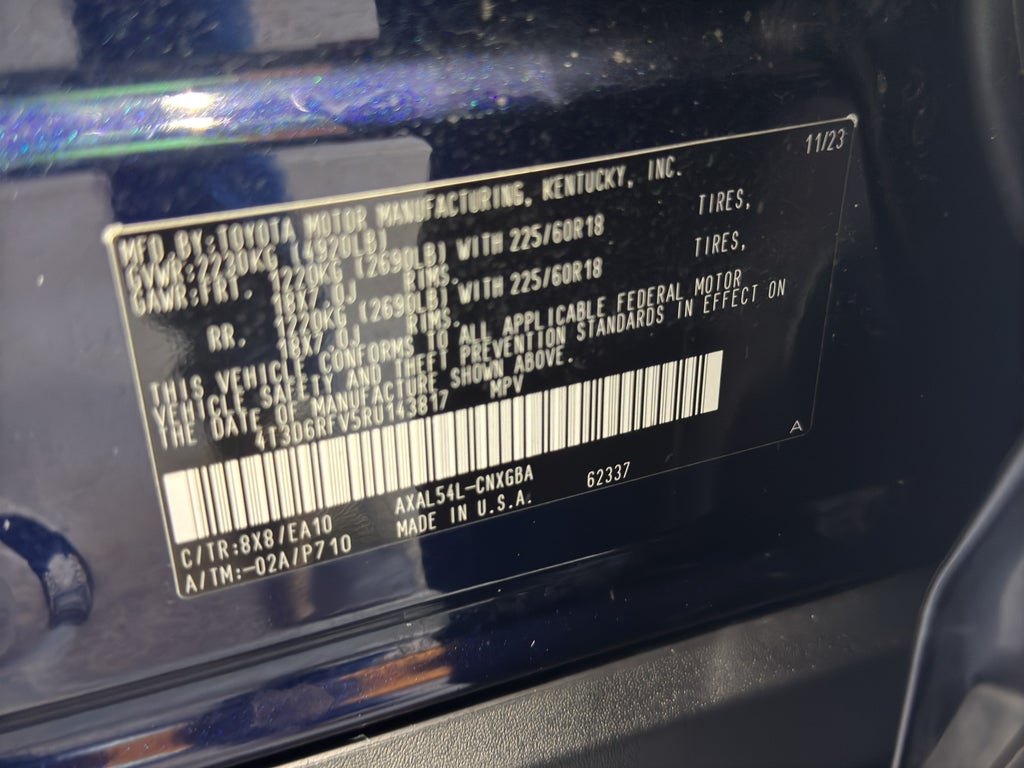 11/23
MFD.BY:TOYOTA MOTOR MANUFACTURING, KENTUCKY, INC.
GVWR:2230KG (4920LB)
GAWR:FRT. 1220KG (2690LB) WITH 225/60R18 TIRES,
18X7.0J RIMS.
RR. 1220KG (2690LB) WITH 225/60R18 TIRES,
18X7.0J RIMS.
THIS VEHICLE CONFORMS TO ALL APPLICABLE FEDERAL MOTOR
VEHICLE SAFETY AND THEFT PREVENTION STANDARDS IN EFFECT ON
THE DATE OF MANUFACTURE SHOWN ABOVE.
4T3D6RFV5RU143817 MPV
A
C/TR:8X8/EA10 AXAL54L-CNXGBA 62337
A/TM:-02A/P710 MADE IN U.S.A.